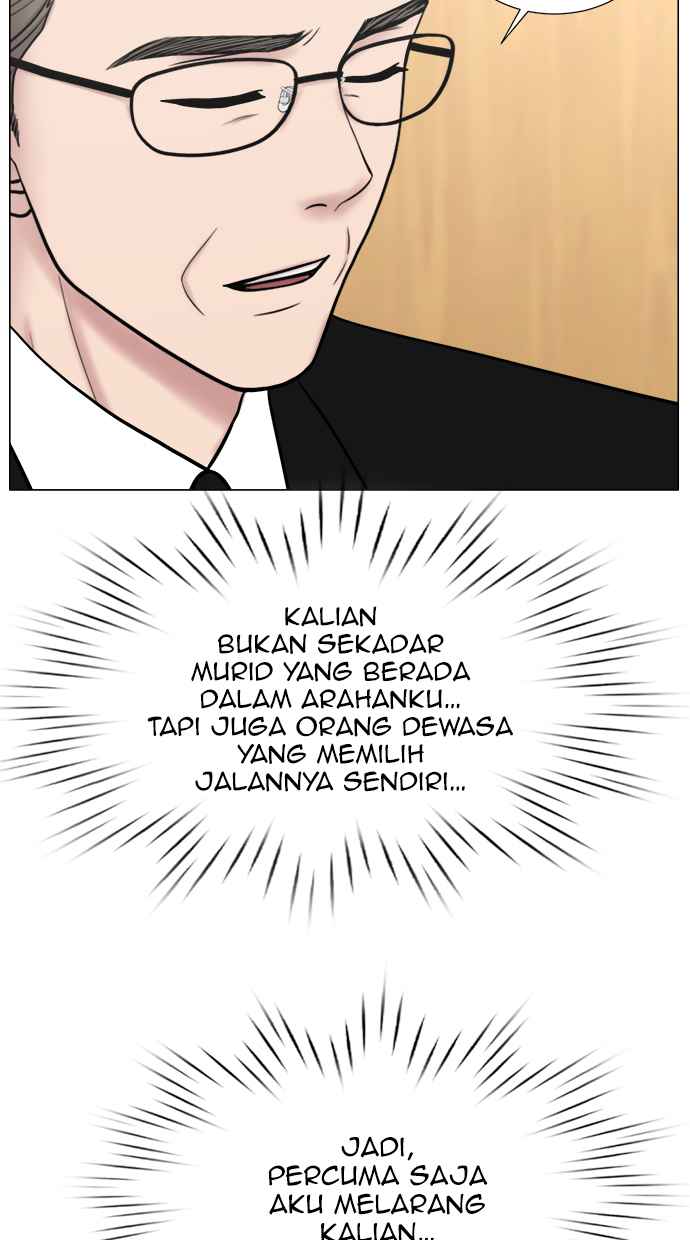 KALIAN
BUKAN SEKADAR
MURID YANG BERADA
DALAM ARAHANKU...
TAPI JUGA ORANG DEWASA
YANG MEMILIH
JALANNYA SENDIRI...
JADI,
PERCUMA SAJA
AKU MELARANG
KALIAN...